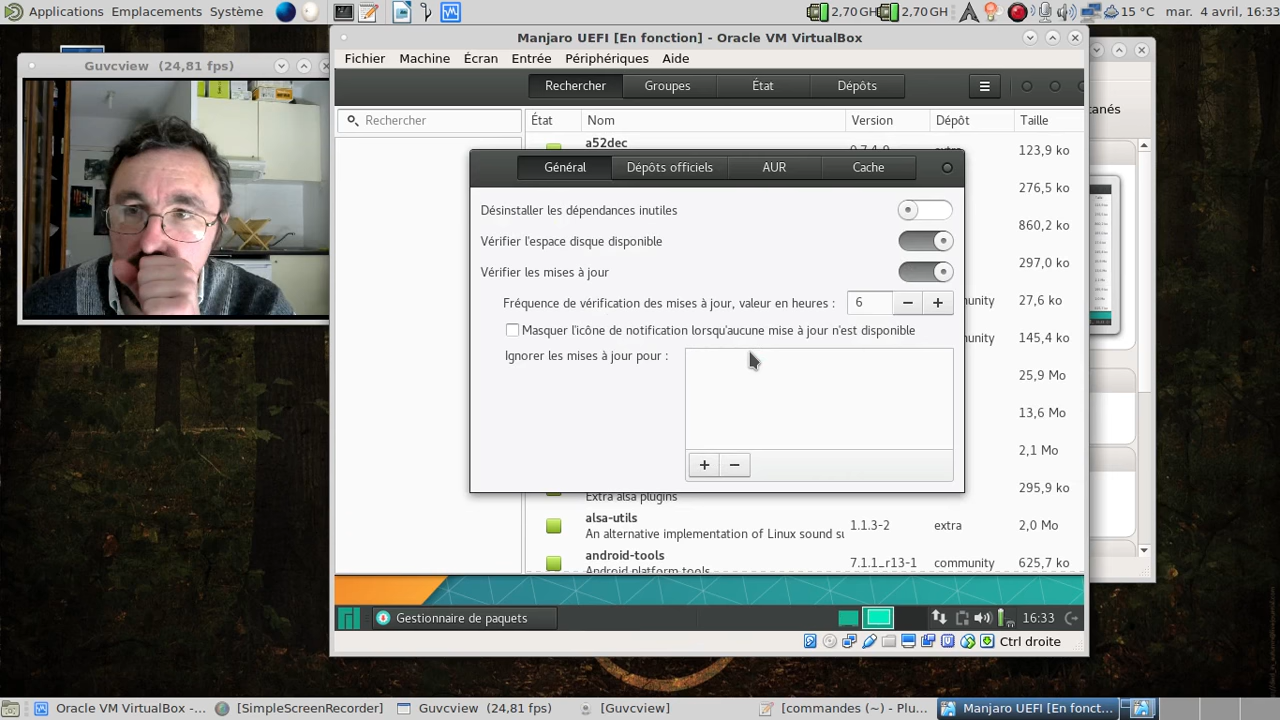 Applications Emplacements Système 2,70 GH 2,70 GH 15 °C mar. 4 avril, 16:33
Guvcview (24,81 fps)
Manjaro UEFI [En fonction] - Oracle VM VirtualBox
Fichier Machine Écran Entrée Périphériques Aide
Rechercher Groupes État Dépôts
Rechercher
État Nom Version Dépôt Taille
a52dec
123,9 ko
Général Dépôts officiels AUR Cache
276,5 ko
Désinstaller les dépendances inutiles
860,2 ko
Vérifier l'espace disque disponible
297,0 ko
Vérifier les mises à jour
27,6 ko
Fréquence de vérification des mises à jour, valeur en heures : 6 − +
145,4 ko
Masquer l'icône de notification lorsqu'aucune mise à jour n'est disponible
Ignorer les mises à jour pour :
25,9 Mo
13,6 Mo
2,1 Mo
+ −
295,9 ko
Extra alsa plugins
alsa-utils
An alternative implementation of Linux sound su
1.1.3-2 extra 2,0 Mo
android-tools
Android platform tools
7.1.1_r13-1 community 625,7 ko
Gestionnaire de paquets 16:33
Ctrl droite
Oracle VM VirtualBox -... [SimpleScreenRecorder] Guvcview (24,81 fps) [Guvcview] [commandes (~) - Plu... Manjaro UEFI [En fonct...